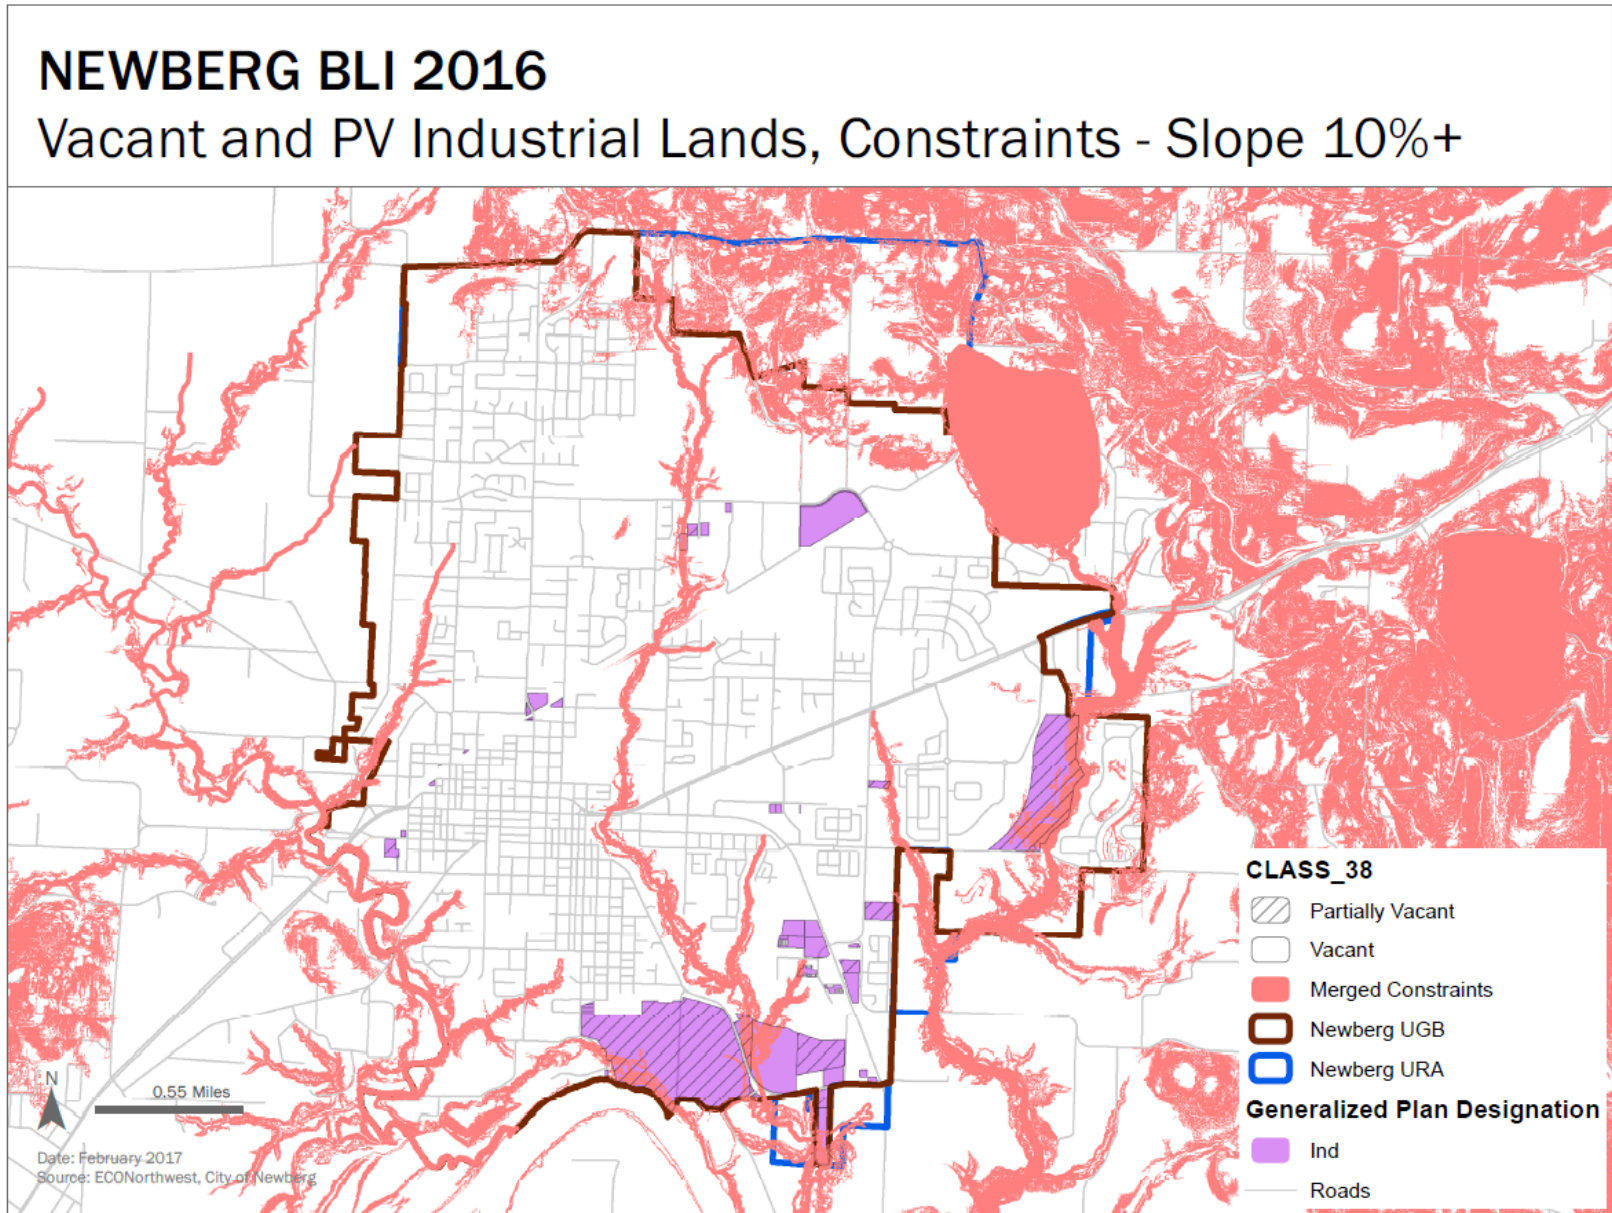 NEWBERG BLI 2016
Vacant and PV Industrial Lands, Constraints - Slope 10%+
CLASS_38
Partially Vacant
Vacant
Merged Constraints
Newberg UGB
Newberg URA
Generalized Plan Designation
Ind
Roads
N
0.55 Miles
Date: February 2017
Source: ECONorthwest, City of Newberg